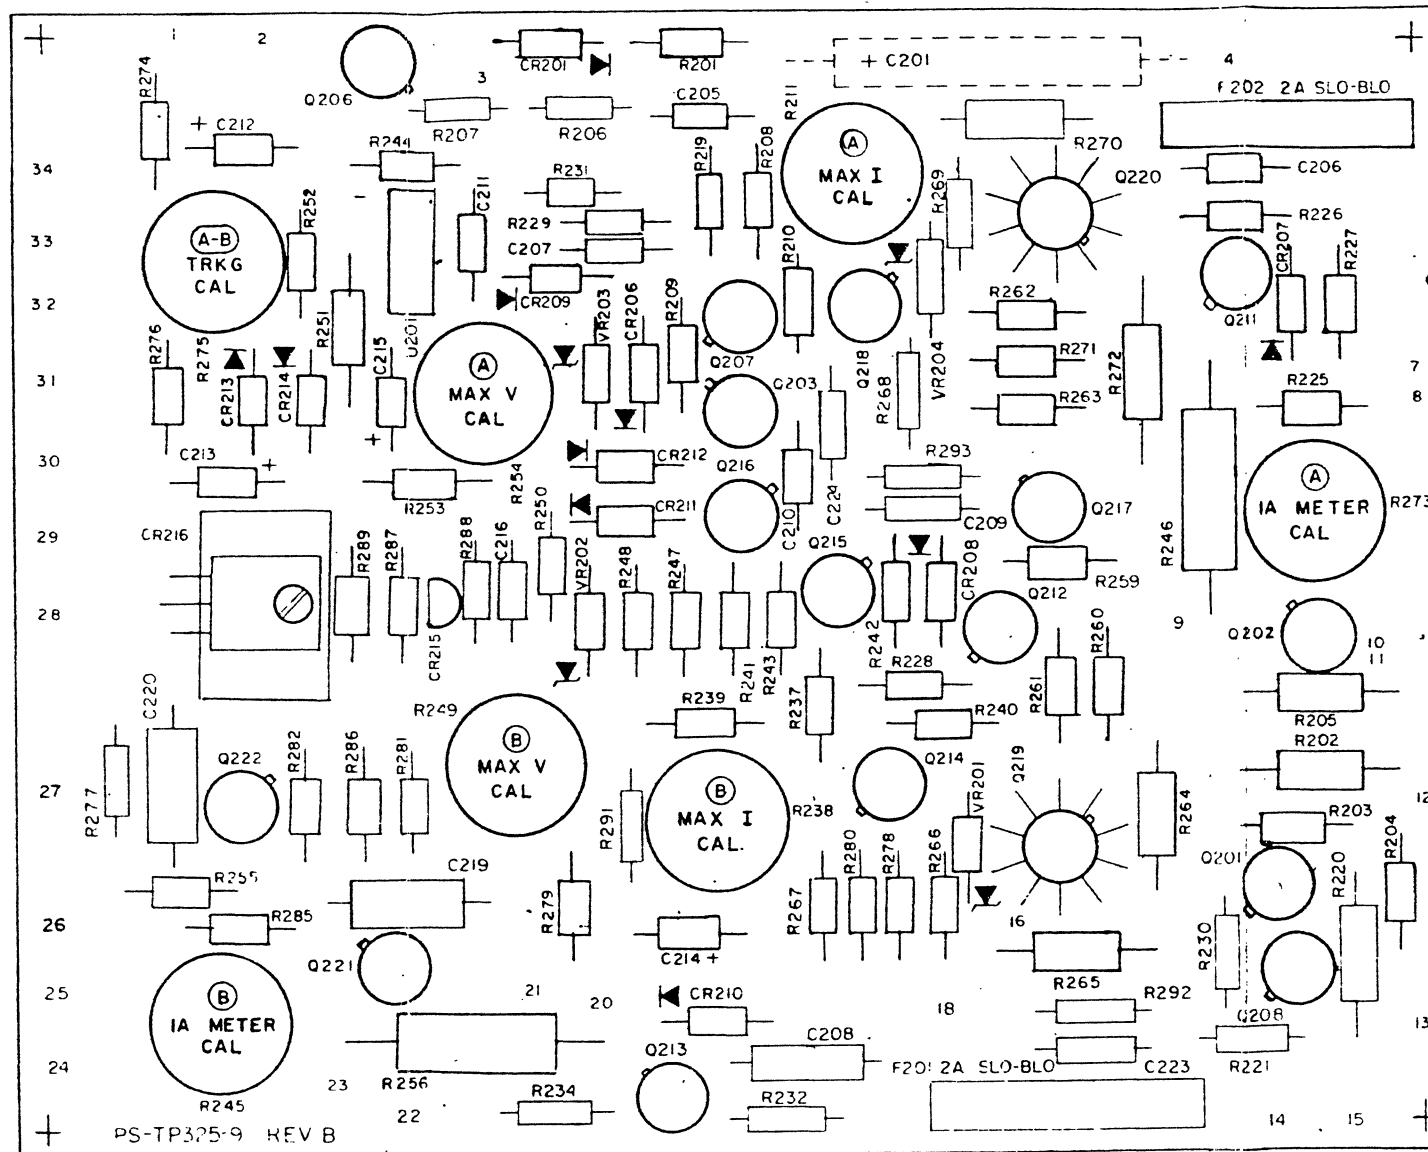 1
2
R274
Q206
3
CR201
R201
+ C201
4
F202 2A SLO-BLO
+
C212
R207
R206
C205
R211
R244
R219
R208
A
MAX I
CAL
R270
Q220
C206
34
R231
R269
R226
R252
-
C211
R229
C207
33
A-B
TRKG
CAL
R210
CR207
R227
32
CR209
VR203
CR206
R209
R262
Q211
R251
U201
R276
R275
C215
Q207
Q218
VR204
R271
R272
7
31
CR213
CR214
A
MAX V
CAL
Q203
R268
R263
R225
8
+
30
C213
+
R254
CR212
Q216
R293
R253
R250
CR211
C210
C224
C209
Q217
R246
A
1A METER
CAL
R273
29
CR216
R289
R287
R288
C216
VR202
R248
R247
Q215
CR208
R259
28
Q212
9
Q202
10
11
CR215
R242
R260
R241
R243
R228
C220
R249
R239
R237
R240
R261
R205
B
MAX V
CAL
Q222
R282
R286
R281
Q214
Q219
R202
27
R277
R291
B
MAX I
CAL.
R238
VR201
R264
12
R203
R280
R278
R266
Q201
R204
R220
R255
C219
R279
R267
26
R285
16
R230
Q221
C214 +
25
B
1A METER
CAL
21
20
CR210
18
R265
R292
Q208
13
24
R256
Q213
C208
F201 2A SLO-BLO
C223
R221
23
R245
22
R234
R232
14
15
PS-TP325-9 REV B